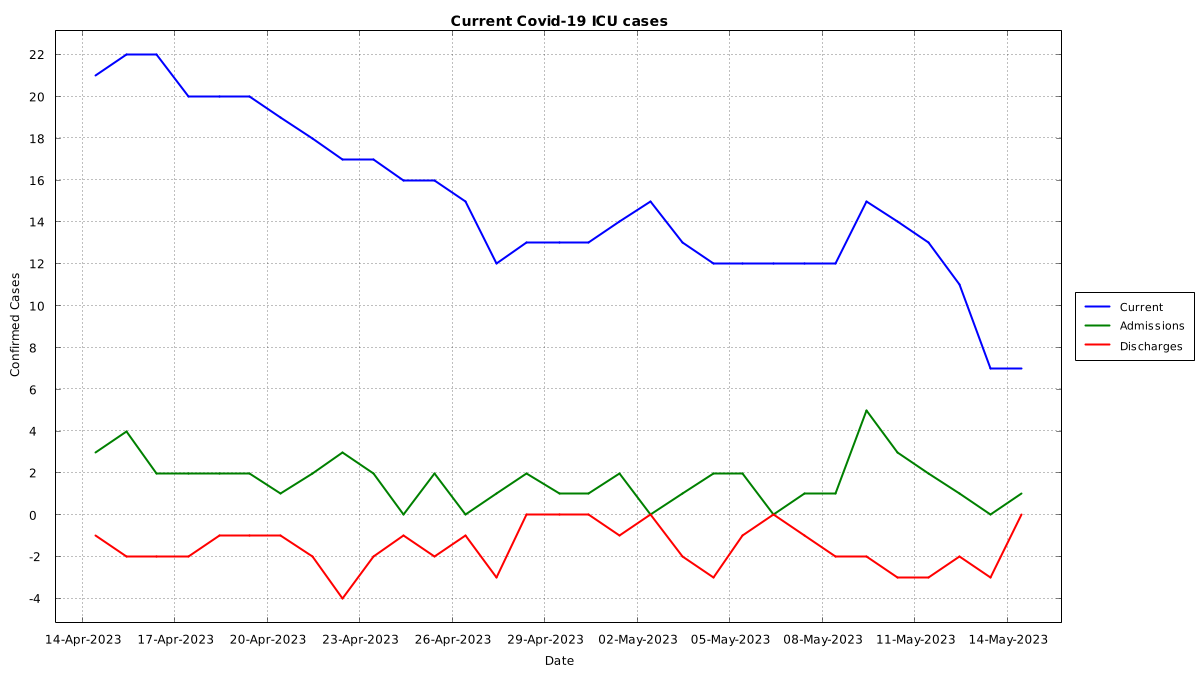 Current Covid-19 ICU cases
22
20
18
16
14
12
10
8
6
4
2
0
-2
-4
Confirmed Cases
14-Apr-2023 17-Apr-2023 20-Apr-2023 23-Apr-2023 26-Apr-2023 29-Apr-2023 02-May-2023 05-May-2023 08-May-2023 11-May-2023 14-May-2023
Date
Current
Admissions
Discharges